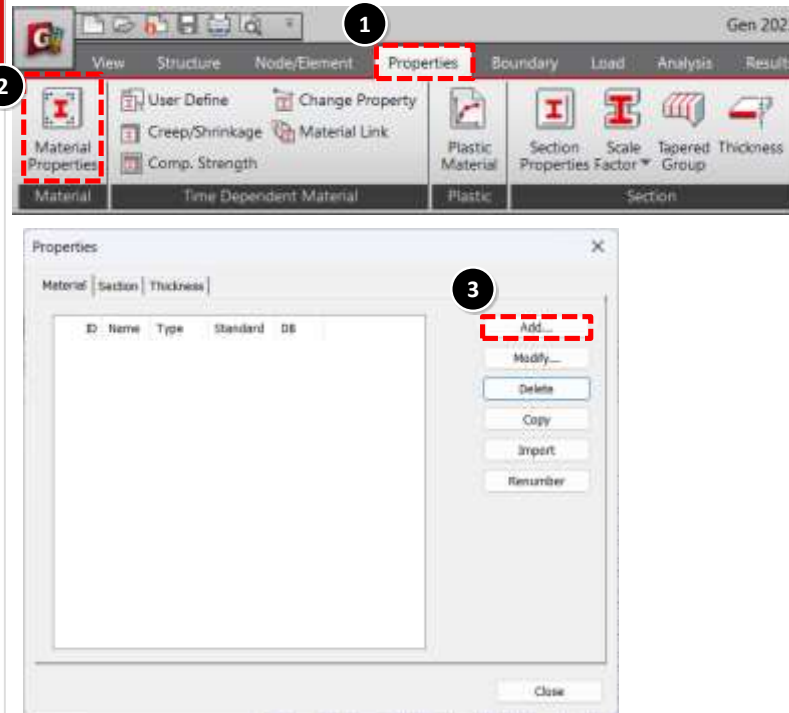 1
Gen 202
View Structure Node/Element Properties Boundary Load Analysis Result
2
User Define Change Property
Creep/Shrinkage Material Link
Comp. Strength
Material Properties
Plastic Material
Section Properties
Scale Factor
Tapered Group
Thickness
Material Time Dependent Material Plastic Section
Properties
Material Section Thickness
3
ID Name Type Standard DB
Add...
Modify...
Delete
Copy
Import
Renumber
Close